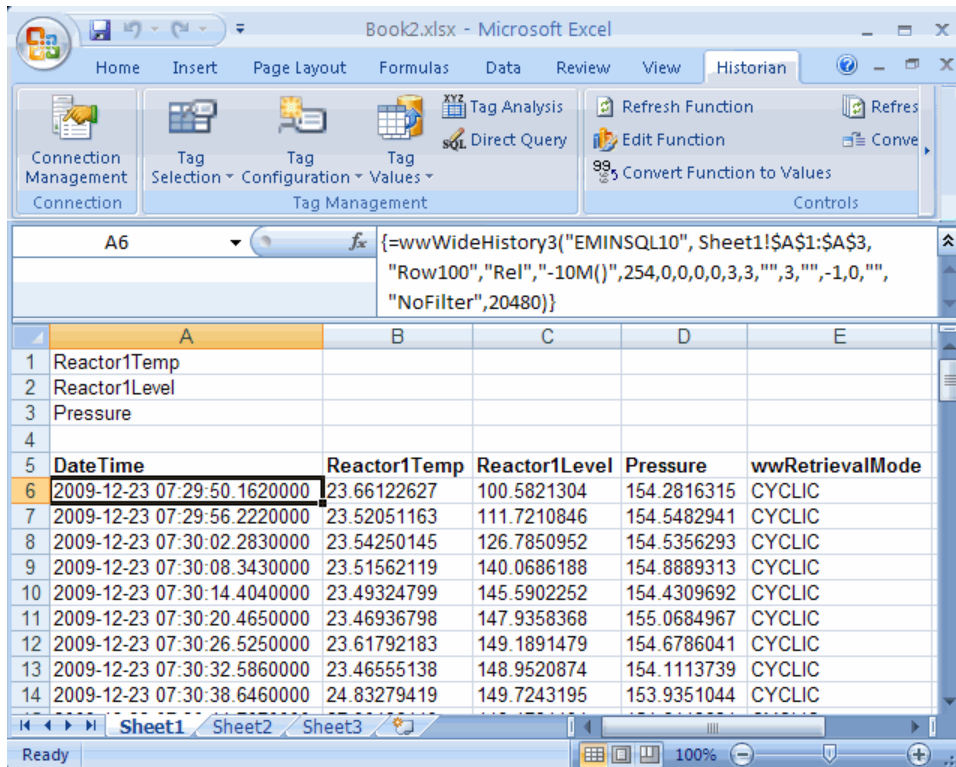 Book2.xlsx - Microsoft Excel
Home Insert Page Layout Formulas Data Review View Historian
Connection Management
Tag Selection
Tag Configuration
Tag Values
XYZ Tag Analysis
SQL Direct Query
Refresh Function
Edit Function
Convert Function to Values
Refres
Conve
Connection Tag Management Controls
A6 fx {=wwWideHistory3("EMINSQL10", Sheet1!$A$1:$A$3,
"Row100","Rel","-10M()",254,0,0,0,0,3,3,"",3,"",-1,0,"",
"NoFilter",20480)}
A B C D E
1 Reactor1Temp
2 Reactor1Level
3 Pressure
4
5 DateTime Reactor1Temp Reactor1Level Pressure wwRetrievalMode
6 2009-12-23 07:29:50.1620000 23.66122627 100.5821304 154.2816315 CYCLIC
7 2009-12-23 07:29:56.2220000 23.52051163 111.7210846 154.5482941 CYCLIC
8 2009-12-23 07:30:02.2830000 23.54250145 126.7850952 154.5356293 CYCLIC
9 2009-12-23 07:30:08.3430000 23.51562119 140.0686188 154.8889313 CYCLIC
10 2009-12-23 07:30:14.4040000 23.49324799 145.5902252 154.4309692 CYCLIC
11 2009-12-23 07:30:20.4650000 23.46936798 147.9358368 155.0684967 CYCLIC
12 2009-12-23 07:30:26.5250000 23.61792183 149.1891479 154.6786041 CYCLIC
13 2009-12-23 07:30:32.5860000 23.46555138 148.9520874 154.1113739 CYCLIC
14 2009-12-23 07:30:38.6460000 24.83279419 149.7243195 153.9351044 CYCLIC
Sheet1 Sheet2 Sheet3
Ready 100%